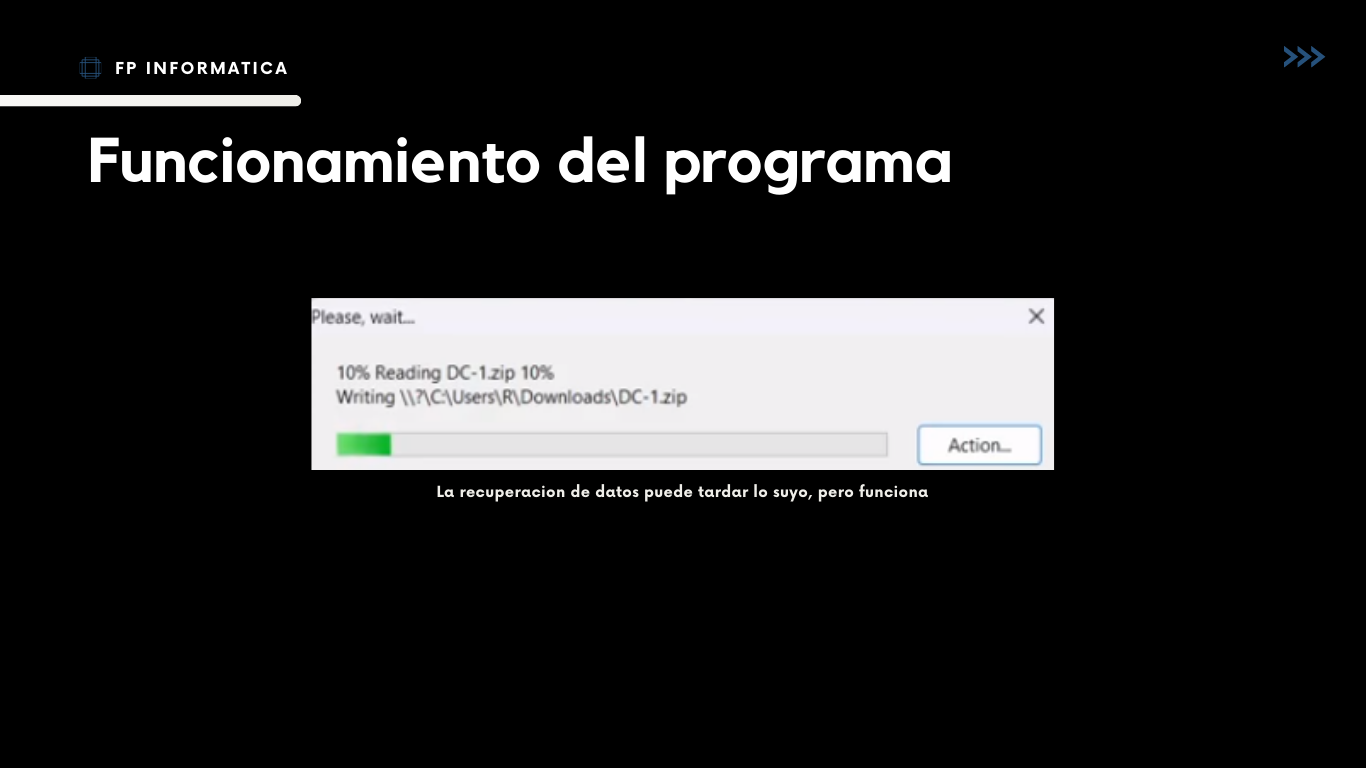 FP INFORMATICA
Funcionamiento del programa
Please, wait...
10% Reading DC-1.zip 10%
Writing \\?\C:\Users\R\Downloads\DC-1.zip
Action...
La recuperacion de datos puede tardar lo suyo, pero funciona